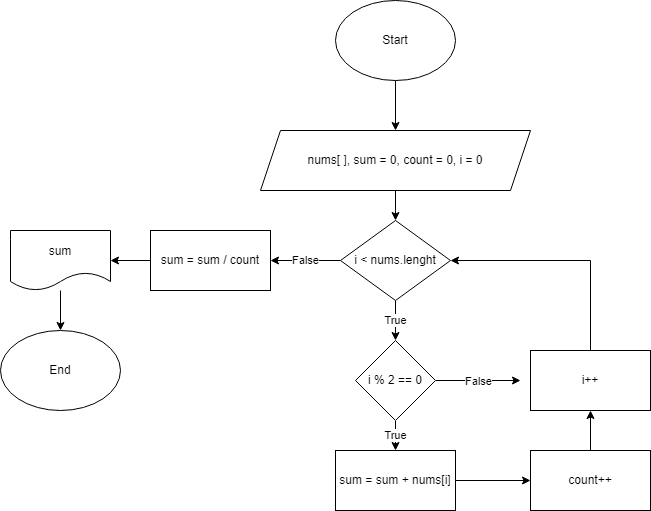 Start
nums[ ], sum = 0, count = 0, i = 0
sum
sum = sum / count
False
i < nums.lenght
True
End
i % 2 == 0
False
i++
True
sum = sum + nums[i]
count++